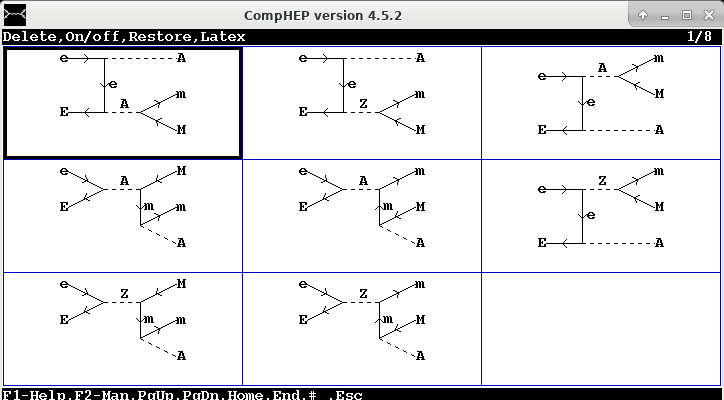 CompHEP version 4.5.2
Delete,On/off,Restore,Latex 1/8
e A e A A m
e e e M
E A m E Z m E A
M M
e A M e A m e Z m
E m m E m M e M
A A E A
e Z M e Z m
E m m E m M
A A
F1-Help,F2-Man,PgUp,PgDn,Home,End,# ,Esc